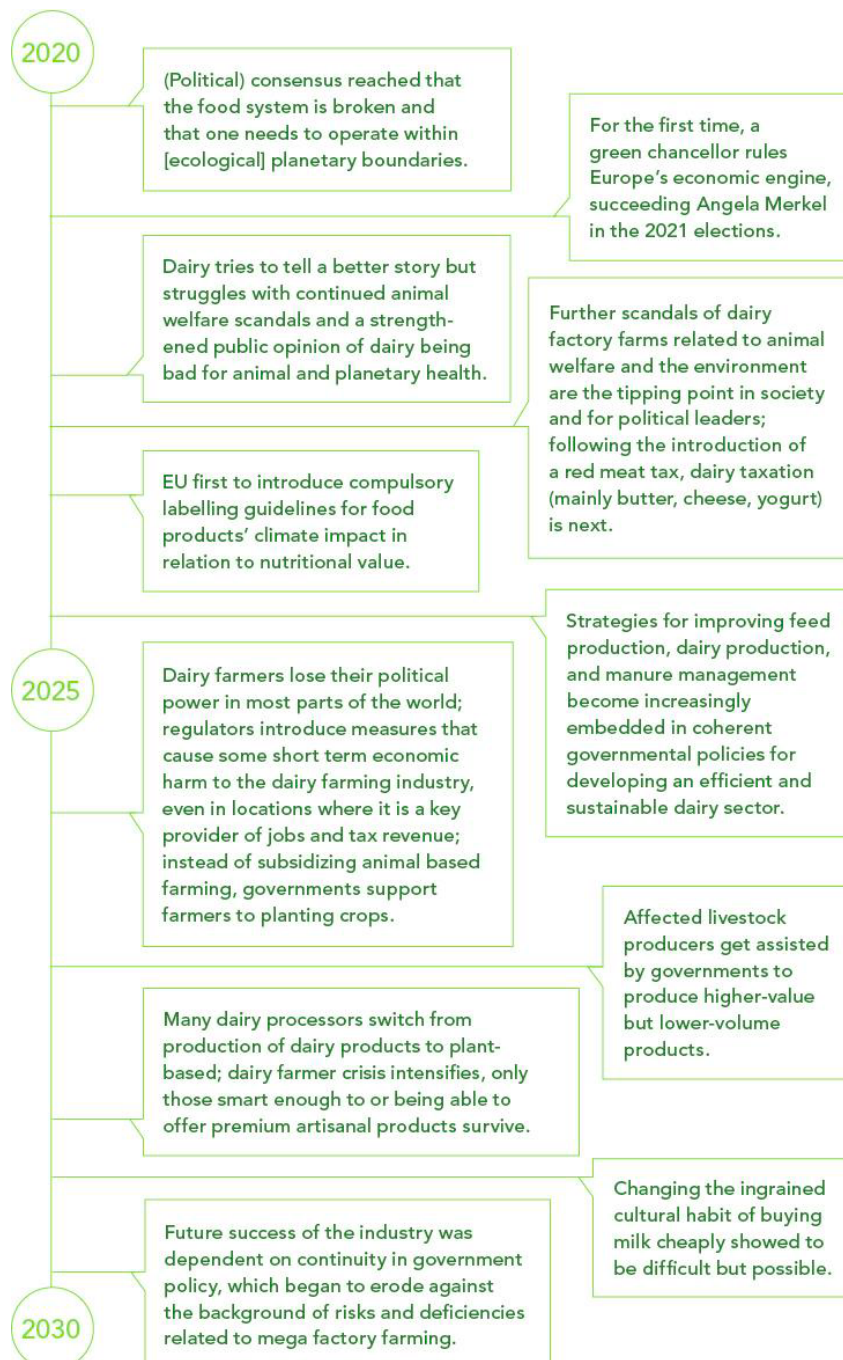 2020
(Political) consensus reached that
the food system is broken and
that one needs to operate within
[ecological] planetary boundaries.
For the first time, a
green chancellor rules
Europe's economic engine,
succeeding Angela Merkel
in the 2021 elections.
Dairy tries to tell a better story but
struggles with continued animal
welfare scandals and a strength-
ened public opinion of dairy being
bad for animal and planetary health.
Further scandals of dairy
factory farms related to animal
welfare and the environment
are the tipping point in society
and for political leaders;
following the introduction of
a red meat tax, dairy taxation
(mainly butter, cheese, yogurt)
is next.
EU first to introduce compulsory
labelling guidelines for food
products' climate impact in
relation to nutritional value.
Strategies for improving feed
production, dairy production,
and manure management
become increasingly
embedded in coherent
governmental policies for
developing an efficient and
sustainable dairy sector.
2025
Dairy farmers lose their political
power in most parts of the world;
regulators introduce measures that
cause some short term economic
harm to the dairy farming industry,
even in locations where it is a key
provider of jobs and tax revenue;
instead of subsidizing animal based
farming, governments support
farmers to planting crops.
Affected livestock
producers get assisted
by governments to
produce higher-value
but lower-volume
products.
Many dairy processors switch from
production of dairy products to plant-
based; dairy farmer crisis intensifies, only
those smart enough to or being able to
offer premium artisanal products survive.
Changing the ingrained
cultural habit of buying
milk cheaply showed to
be difficult but possible.
Future success of the industry was
dependent on continuity in government
policy, which began to erode against
the background of risks and deficiencies
related to mega factory farming.
2030